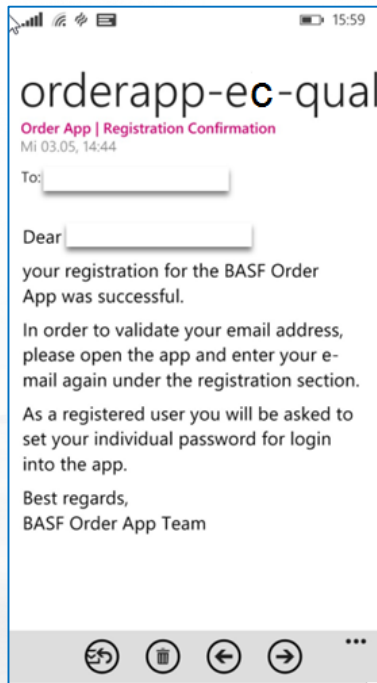 15:59
orderapp-ec-qual
Order App | Registration Confirmation
Mi 03.05, 14:44
To:
Dear
your registration for the BASF Order
App was successful.
In order to validate your email address,
please open the app and enter your e-
mail again under the registration section.
As a registered user you will be asked to
set your individual password for login
into the app.
Best regards,
BASF Order App Team